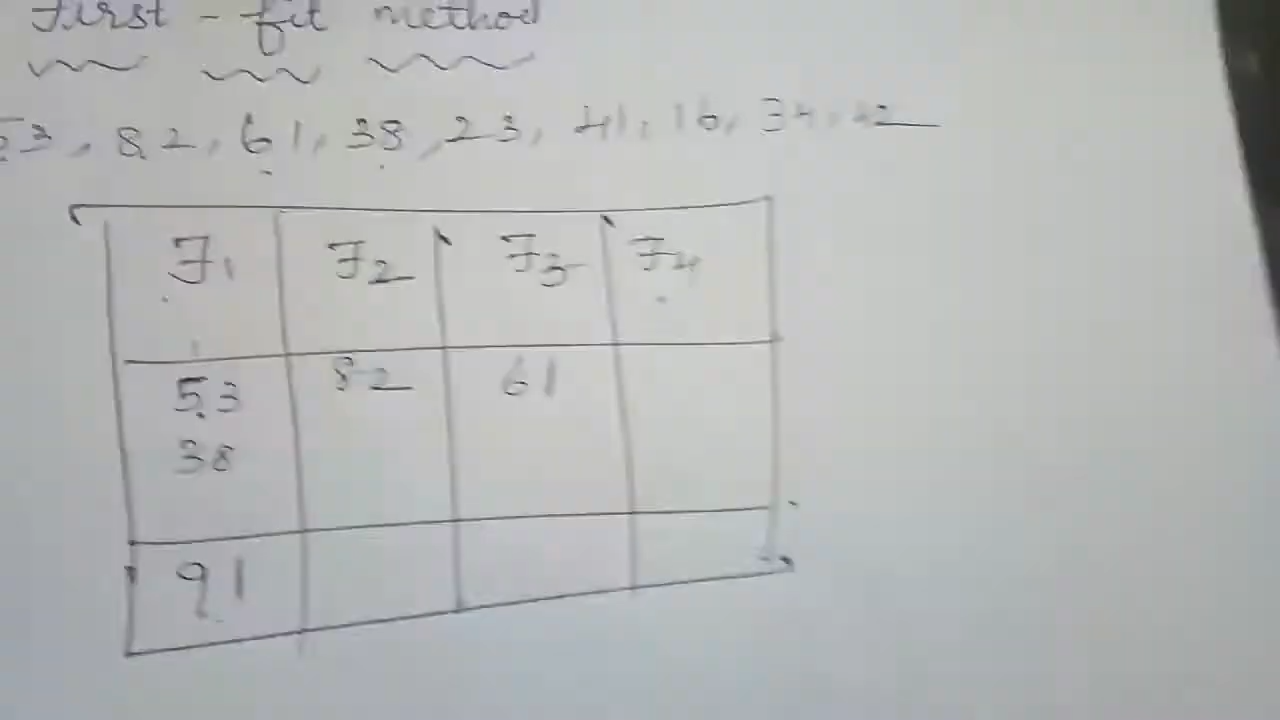 First - fit method
53, 82, 61, 38, 23, 41, 16, 34, 42
F1 F2 F3 F4
53 82 61
38
91